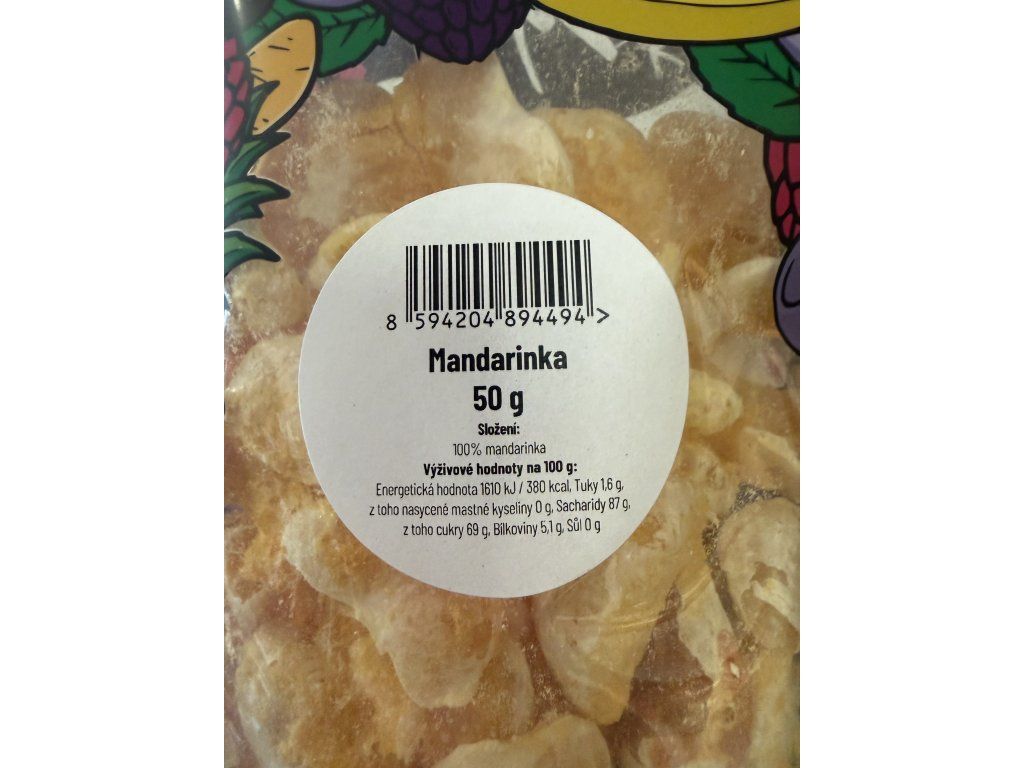 8 594204 894494 >
Mandarinka
50 g
Složení:
100% mandarinka
Výživové hodnoty na 100 g:
Energetická hodnota 1610 kJ / 380 kcal, Tuky 1,6 g,
z toho nasycené mastné kyseliny 0 g, Sacharidy 87 g,
z toho cukry 69 g, Bílkoviny 5,1 g, Sůl 0 g